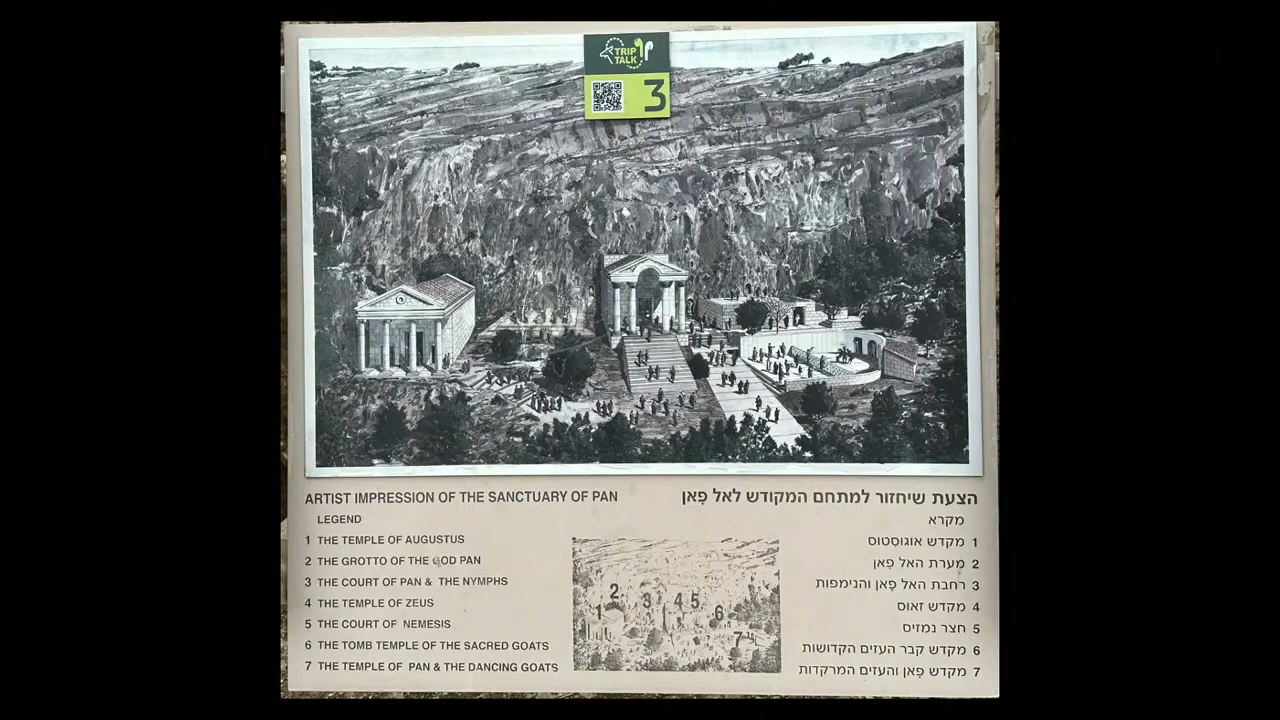 TRIP
TALK
3
ARTIST IMPRESSION OF THE SANCTUARY OF PAN
LEGEND
1 THE TEMPLE OF AUGUSTUS
2 THE GROTTO OF THE GOD PAN
3 THE COURT OF PAN & THE NYMPHS
4 THE TEMPLE OF ZEUS
5 THE COURT OF NEMESIS
6 THE TOMB TEMPLE OF THE SACRED GOATS
7 THE TEMPLE OF PAN & THE DANCING GOATS
1 2 3 4 5 6 7
הצעת שיחזור למתחם המקודש לאל פָאן
מקרא
1 מקדש אוגוסטוס
2 מערת האל פָאן
3 רחבת האל פָאן והנימפות
4 מקדש זאוס
5 חצר נמזיס
6 מקדש קבר העזים הקדושות
7 מקדש פָאן והעזים המרקדות